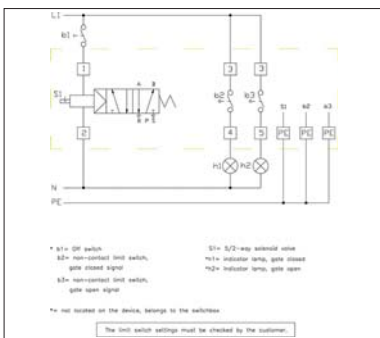 L1
b1
1
3
3
S1
A B
b2
b3
S1
b2
b3
R P S
2
4
5
PE
PE
PE
h1
h2
N
PE
* b1= Off switch
b2= non-contact limit switch,
gate closed signal
b3= non-contact limit switch,
gate open signal
S1= 5/2-way solenoid valve
*h1= indicator lamp, gate closed
*h2= indicator lamp, gate open
*= not located on the device, belongs to the switchbox
The limit switch settings must be checked by the customer.